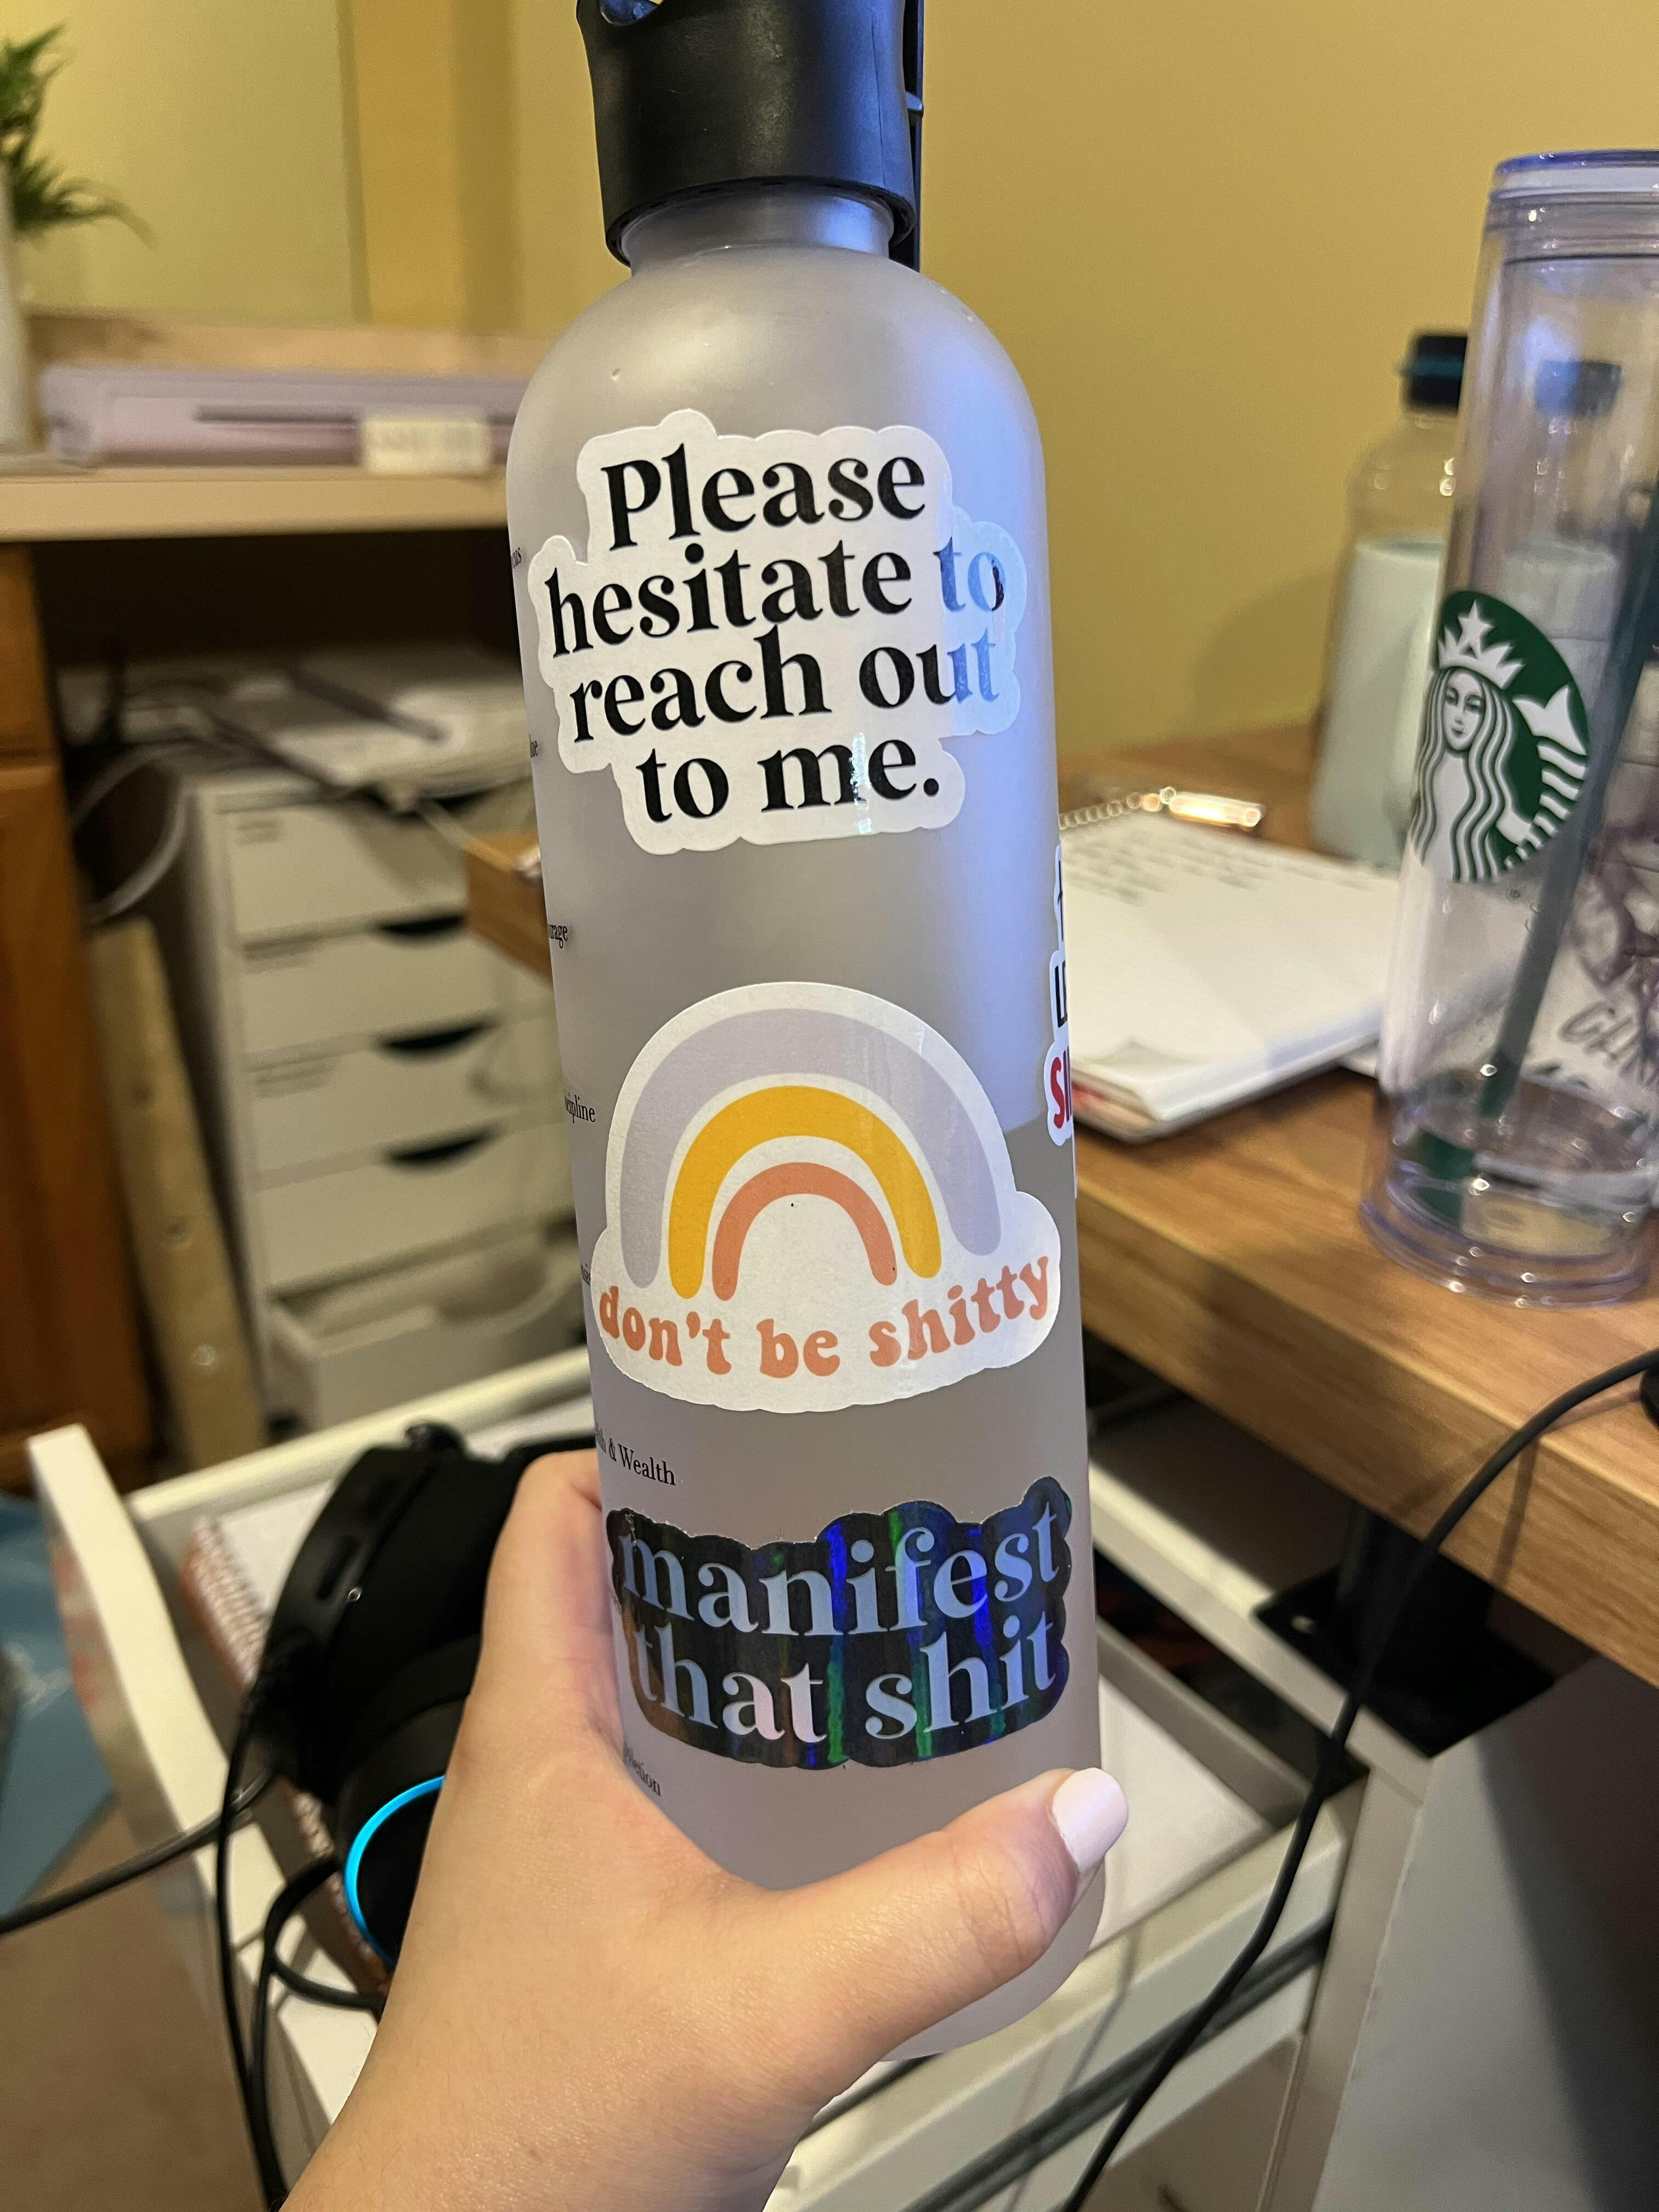 Please
hesitate to
reach out
to me.
don't be shitty
& Wealth
manifest
that shit